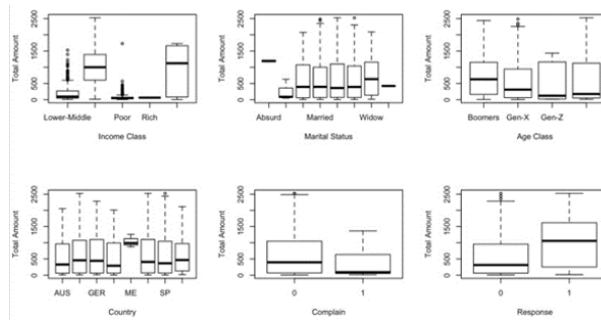 Total Amount
2500
1500
500
0
Lower-Middle Poor Rich
Income Class
Total Amount
2500
1500
500
0
Absurd Married Widow
Marital Status
Total Amount
2500
1500
500
0
Boomers Gen-X Gen-Z
Age Class
Total Amount
2500
1500
500
0
AUS GER ME SP
Country
Total Amount
2500
1500
500
0
0 1
Complain
Total Amount
2500
1500
500
0
0 1
Response